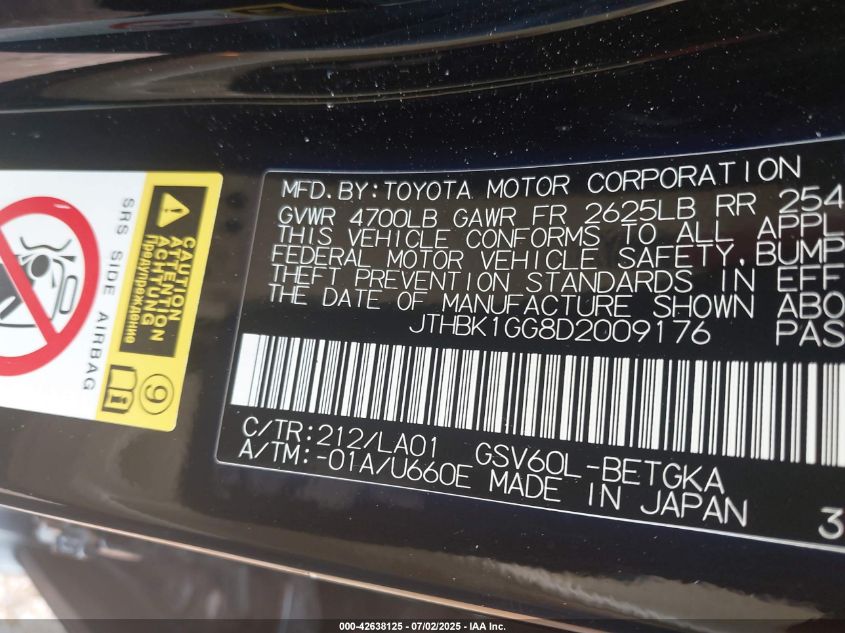 MFD.BY:TOYOTA MOTOR CORPORATION
GVWR 4700LB GAWR FR 2625LB RR 254
THIS VEHICLE CONFORMS TO ALL APPL
FEDERAL MOTOR VEHICLE SAFETY,BUMP
THEFT PREVENTION STANDARDS IN EFF
THE DATE OF MANUFACTURE SHOWN ABO
JTHBK1GG8D2009176 PAS
C/TR:212/LA01 GSV60L-BETGKA
A/TM:-01A/U660E MADE IN JAPAN
3
CAUTION
ATTENTION
ACHTUNG
Предупреждение
SRS SIDE AIRBAG
9
i
000-42638125 - 07/02/2025 - IAA Inc.